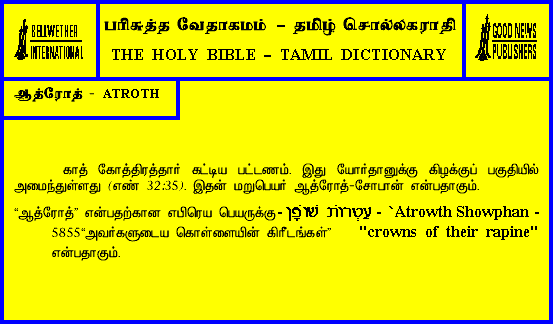 BELLWETHER
INTERNATIONAL
பரிசுத்த வேதாகமம் – தமிழ் சொல்லகராதி
THE HOLY BIBLE – TAMIL DICTIONARY
GOOD NEWS
PUBLISHERS
ஆத்ரோத் - ATROTH
காத் கோத்திரத்தார் கட்டிய பட்டணம். இது யோர்தானுக்கு கிழக்குப் பகுதியில்
அமைந்துள்ளது (எண் 32:35). இதன் மறுபெயர் ஆத்ரோத்-சோபான் என்பதாகும்.
“ஆத்ரோத்” என்பதற்கான எபிரெய பெயருக்கு - עַטְרוֹת שׁוֹפָן - `Atrowth Showphan -
5855“அவர்களுடைய கொள்ளையின் கிரீடங்கள்” "crowns of their rapine"
என்பதாகும்.